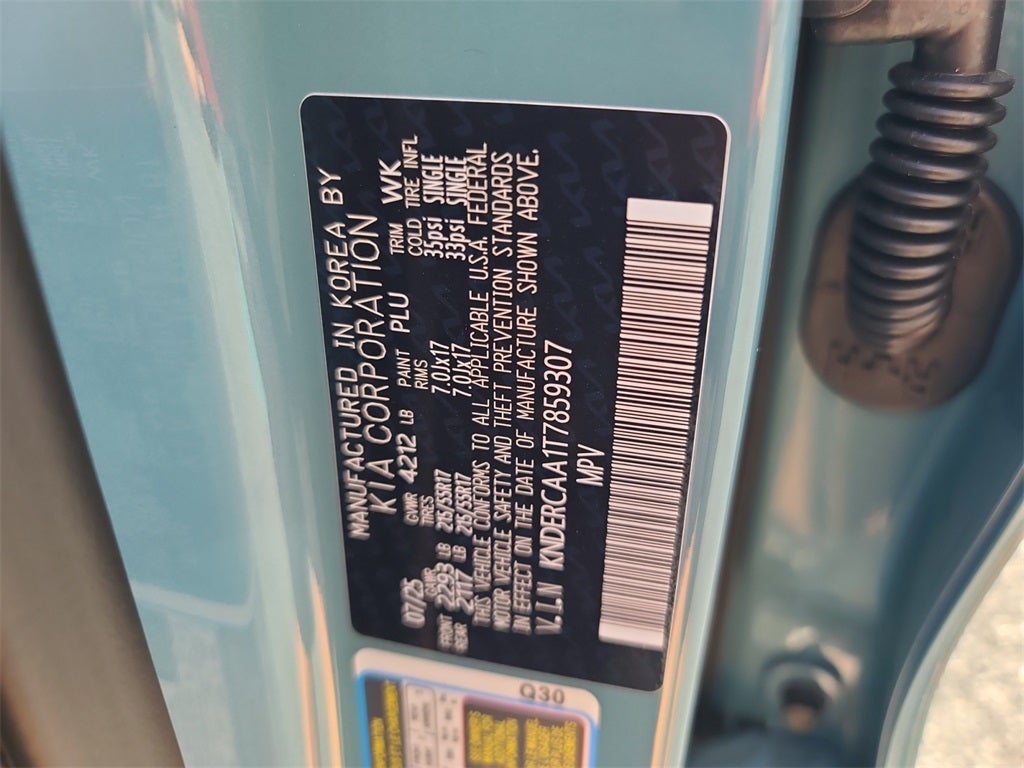 MANUFACTURED IN KOREA BY
KIA CORPORATION
07/25 GVWR 4212 LB PAINT PLU TRIM WK
GAWR TIRES RIMS COLD TIRE INFL
FRONT 2293 LB 215/55R17 7.0Jx17 35psi SINGLE
REAR 2117 LB 215/55R17 7.0Jx17 33psi SINGLE
THIS VEHICLE CONFORMS TO ALL APPLICABLE U.S.A. FEDERAL
MOTOR VEHICLE SAFETY AND THEFT PREVENTION STANDARDS
IN EFFECT ON THE DATE OF MANUFACTURE SHOWN ABOVE.
V.I.N KNDERCAA1T7859307
MPV
Q30